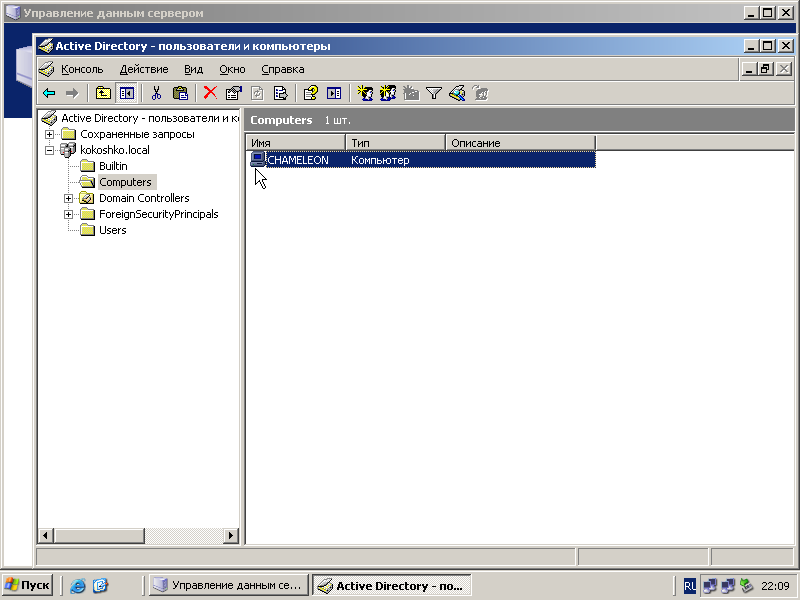 Управление данным сервером
Active Directory - пользователи и компьютеры
Консоль Действие Вид Окно Справка
Active Directory - пользователи и к
Сохраненные запросы
kokoshko.local
Builtin
Computers
Domain Controllers
ForeignSecurityPrincipals
Users
Computers 1 шт.
Имя Тип Описание
CHAMELEON Компьютер
Пуск Управление данным се... Active Directory - по... RU 22:09